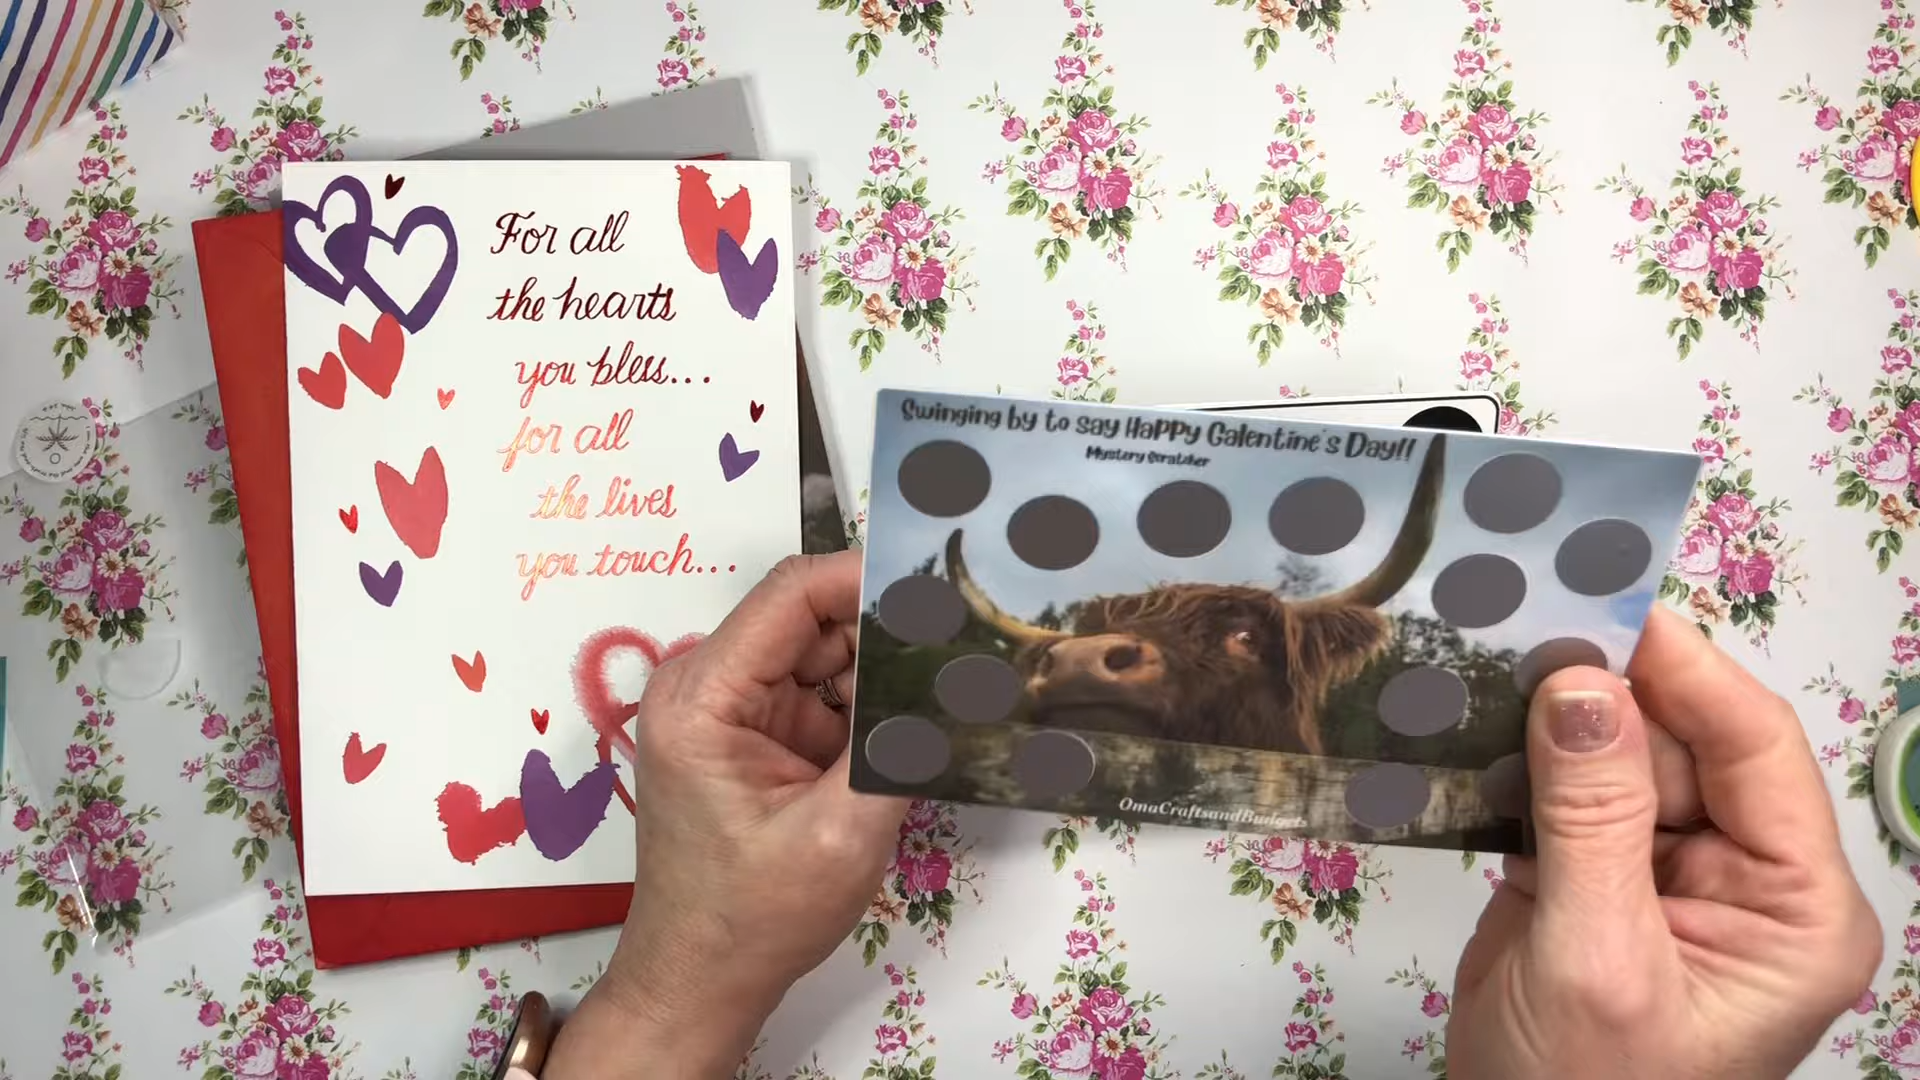 For all
the hearts
you bless...
for all
the lives
you touch...
Swinging by to say Happy Galentine's Day!!
Mystery Scratcher
OmaCraftsandBudgets